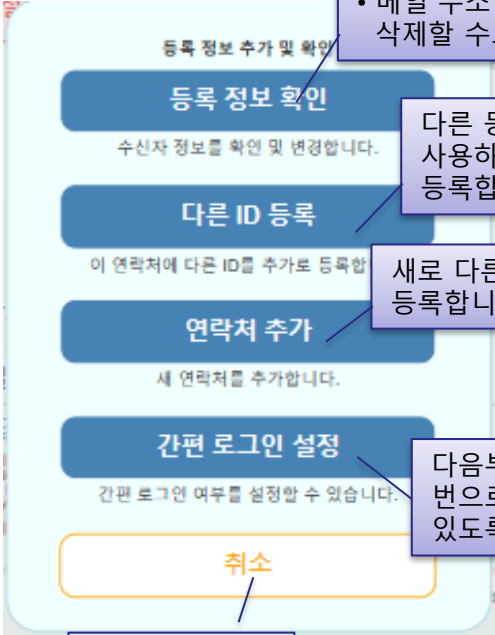 • 메일 주소
삭제할 수
등록 정보 추가 및 확인
등록 정보 확인
수신자 정보를 확인 및 변경합니다.
다른
사용하
등록합
다른 ID 등록
이 연락처에 다른 ID를 추가로 등록합
새로 다른
등록합니
연락처 추가
새 연락처를 추가합니다.
간편 로그인 설정
다음부
번으로
있도록
간편 로그인 여부를 설정할 수 있습니다.
취소